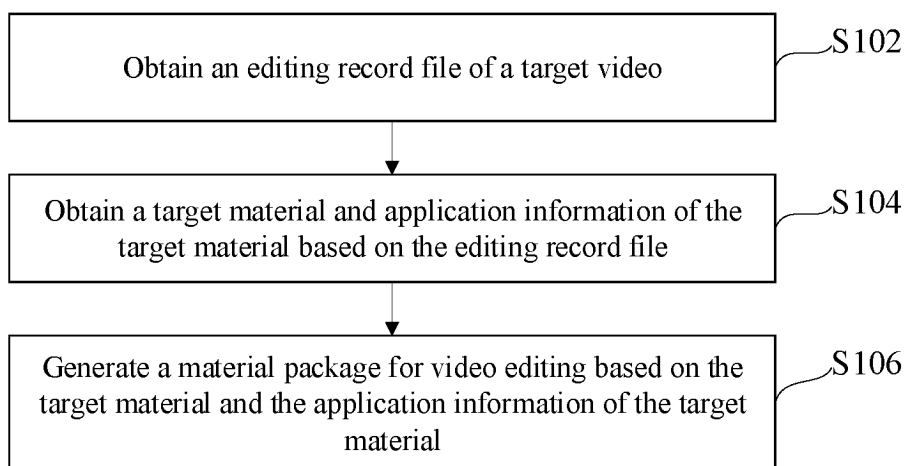 Obtain an editing record file of a target video
S102
Obtain a target material and application information of the
target material based on the editing record file
S104
Generate a material package for video editing based on the
target material and the application information of the target
material
S106